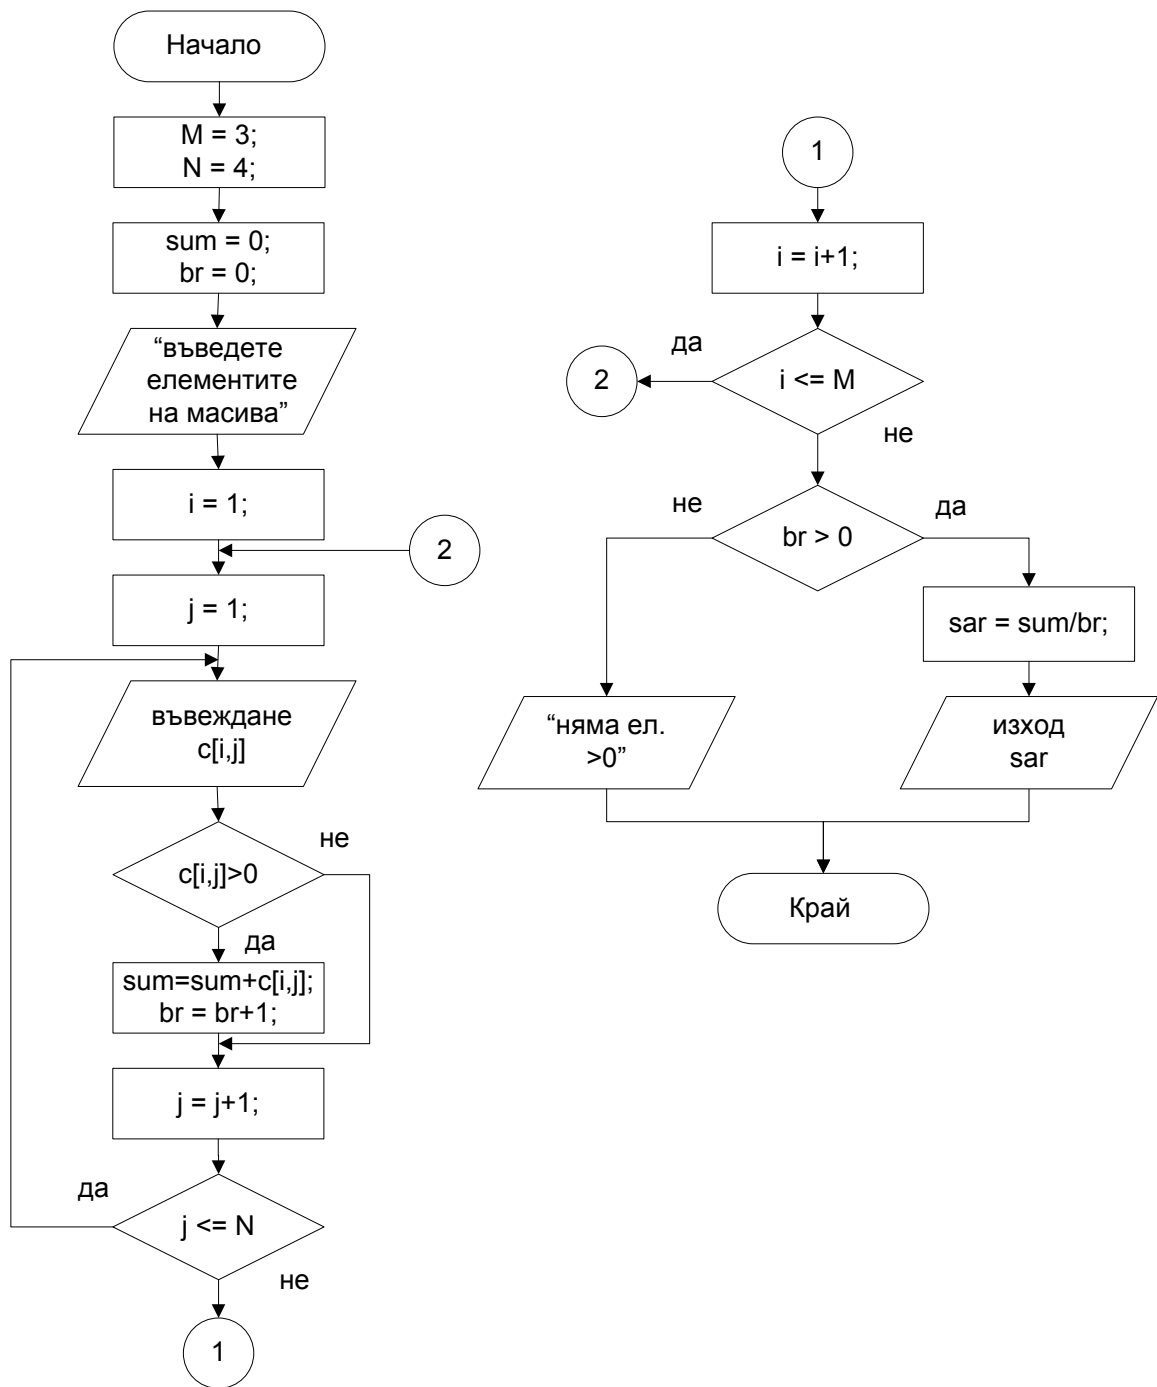 Начало
M = 3;
N = 4;
sum = 0;
br = 0;
“въведете
елементите
на масива”
i = 1;
2
j = 1;
въвеждане
c[i,j]
не
c[i,j]>0
да
sum=sum+c[i,j];
br = br+1;
j = j+1;
да
j <= N
не
1
1
i = i+1;
да
2
i <= M
не
не
да
br > 0
sar = sum/br;
“няма ел.
>0”
изход
sar
Край